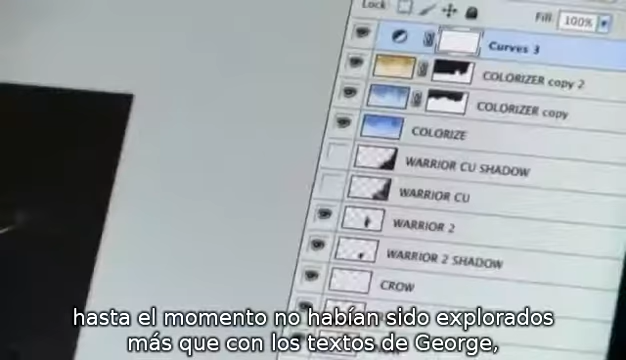 Lock:
Fill: 100%
Curves 3
COLORIZER copy 2
COLORIZER copy
COLORIZE
WARRIOR CU SHADOW
WARRIOR CU
WARRIOR 2
WARRIOR 2 SHADOW
CROW
hasta el momento no habían sido explorados
más que con los textos de George,